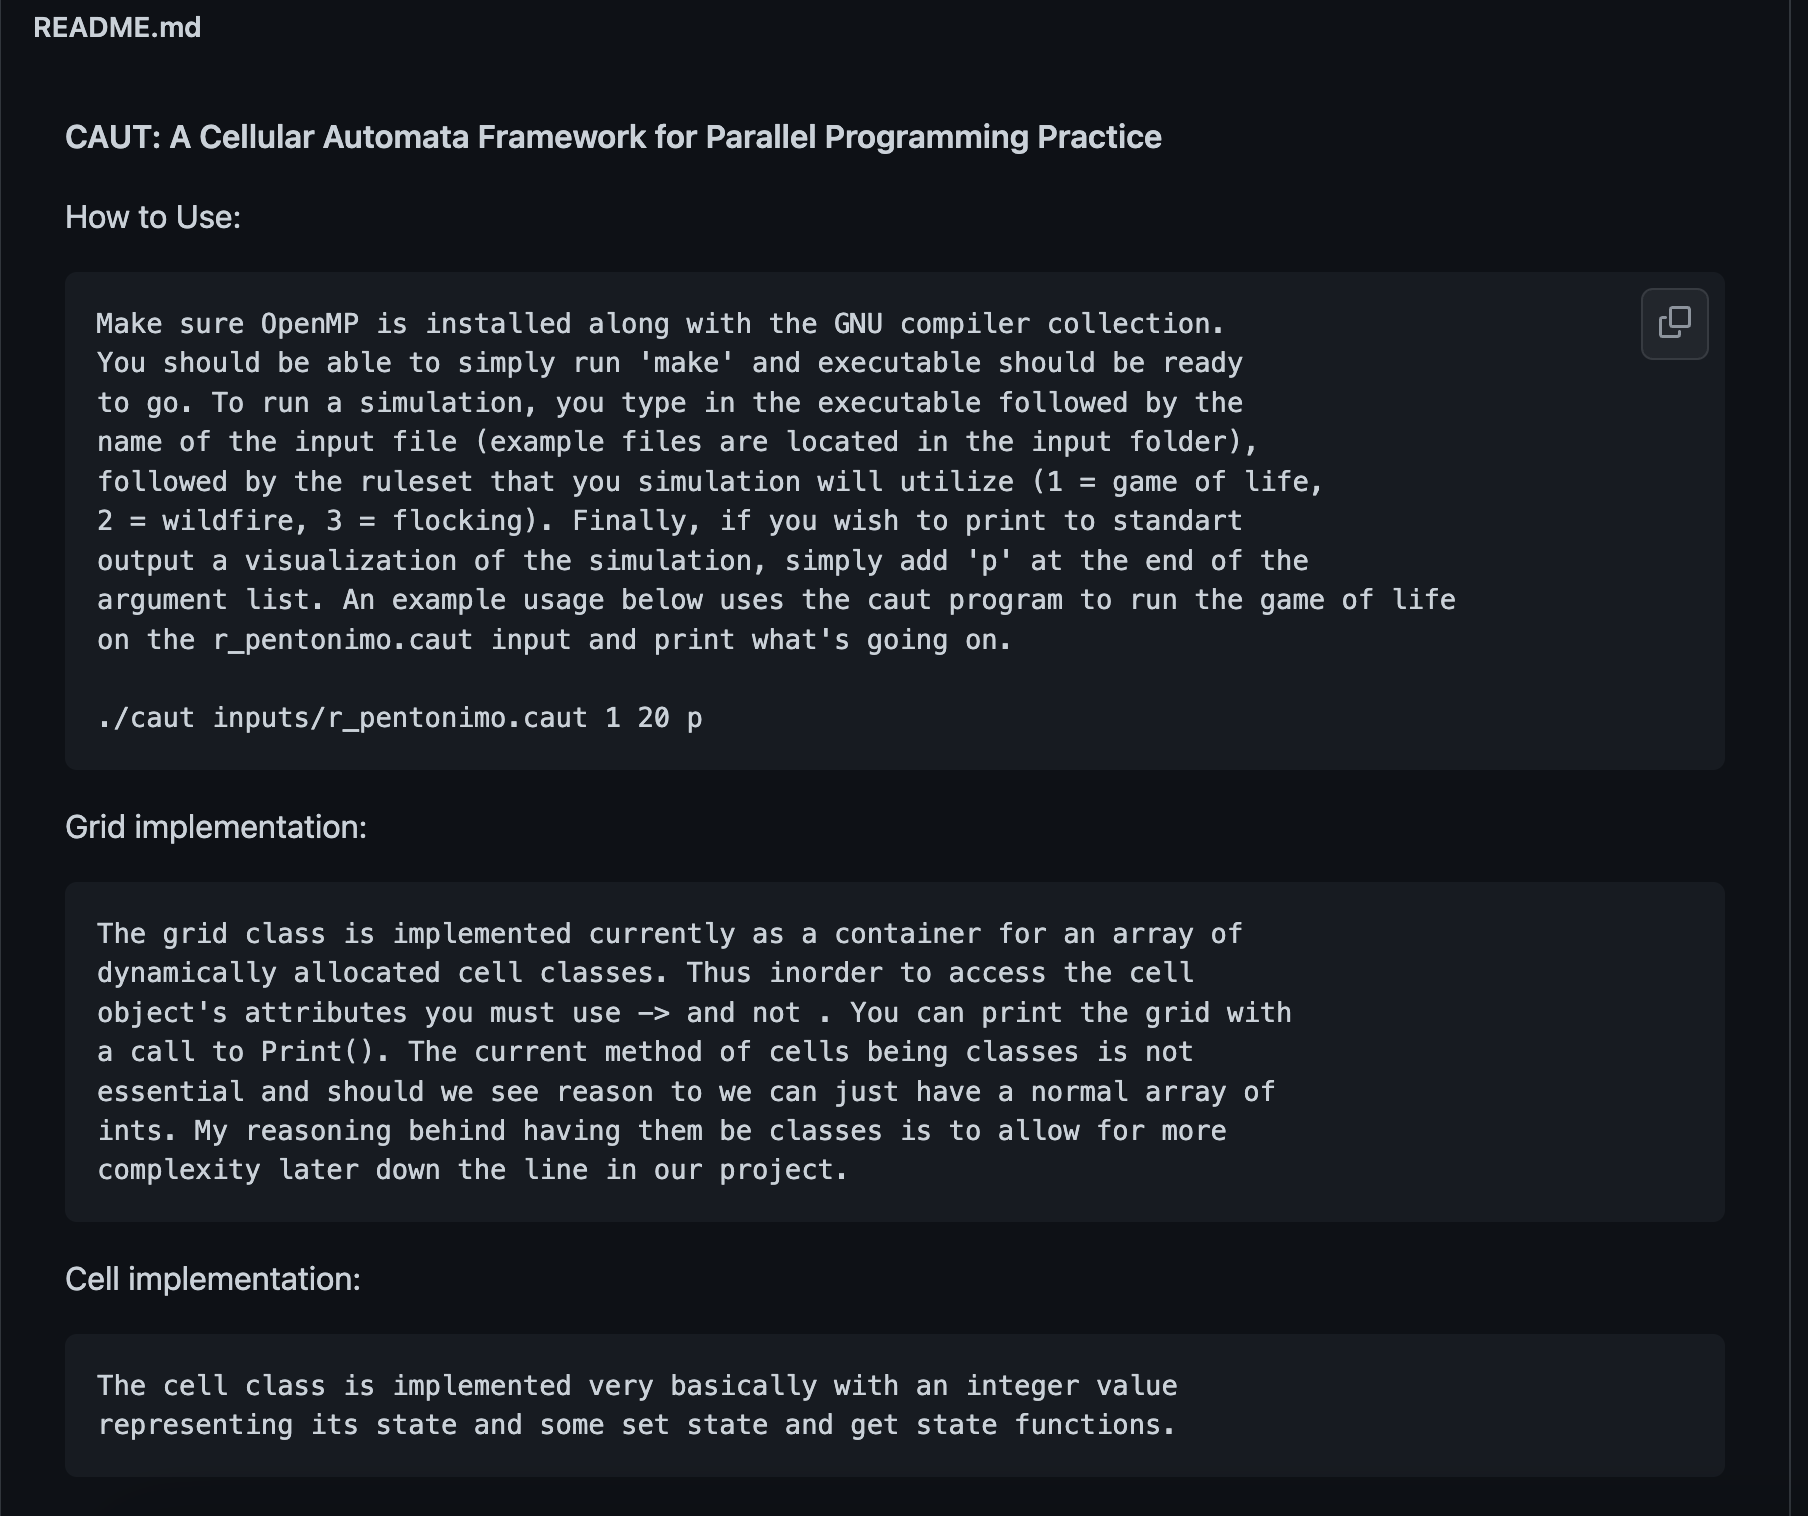 README.md
CAUT: A Cellular Automata Framework for Parallel Programming Practice
How to Use:
Make sure OpenMP is installed along with the GNU compiler collection.
You should be able to simply run 'make' and executable should be ready
to go. To run a simulation, you type in the executable followed by the
name of the input file (example files are located in the input folder),
followed by the ruleset that you simulation will utilize (1 = game of life,
2 = wildfire, 3 = flocking). Finally, if you wish to print to standart
output a visualization of the simulation, simply add 'p' at the end of the
argument list. An example usage below uses the caut program to run the game of life
on the r_pentonimo.caut input and print what's going on.
./caut inputs/r_pentonimo.caut 1 20 p
Grid implementation:
The grid class is implemented currently as a container for an array of
dynamically allocated cell classes. Thus inorder to access the cell
object's attributes you must use —> and not . You can print the grid with
a call to Print(). The current method of cells being classes is not
essential and should we see reason to we can just have a normal array of
ints. My reasoning behind having them be classes is to allow for more
complexity later down the line in our project.
Cell implementation:
The cell class is implemented very basically with an integer value
representing its state and some set state and get state functions.